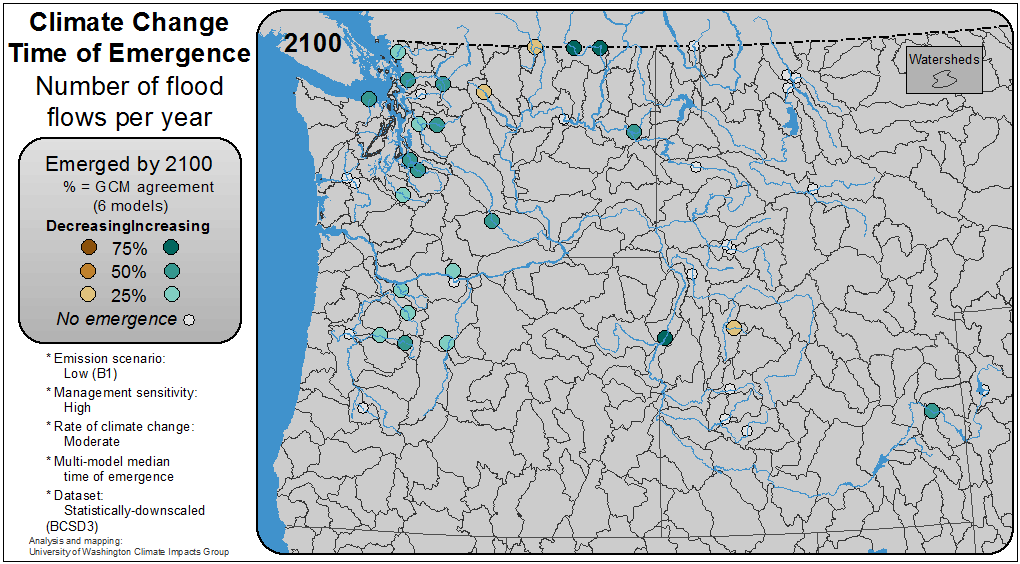 Climate Change
Time of Emergence
Number of flood
flows per year
Emerged by 2100
% = GCM agreement
(6 models)
DecreasingIncreasing
75%
50%
25%
No emergence
* Emission scenario:
Low (B1)
* Management sensitivity:
High
* Rate of climate change:
Moderate
* Multi-model median
time of emergence
* Dataset:
Statistically-downscaled
(BCSD3)
Analysis and mapping:
University of Washington Climate Impacts Group
2100
Watersheds